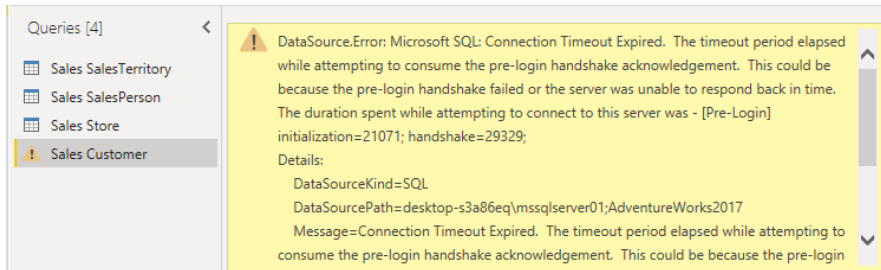 Queries [4]
Sales SalesTerritory
Sales SalesPerson
Sales Store
Sales Customer
DataSource.Error: Microsoft SQL: Connection Timeout Expired.  The timeout period elapsed
while attempting to consume the pre-login handshake acknowledgement.  This could be
because the pre-login handshake failed or the server was unable to respond back in time.
The duration spent while attempting to connect to this server was - [Pre-Login]
initialization=21071; handshake=29329;
Details:
DataSourceKind=SQL
DataSourcePath=desktop-s3a86eq\mssqlserver01;AdventureWorks2017
Message=Connection Timeout Expired.  The timeout period elapsed while attempting to
consume the pre-login handshake acknowledgement.  This could be because the pre-login